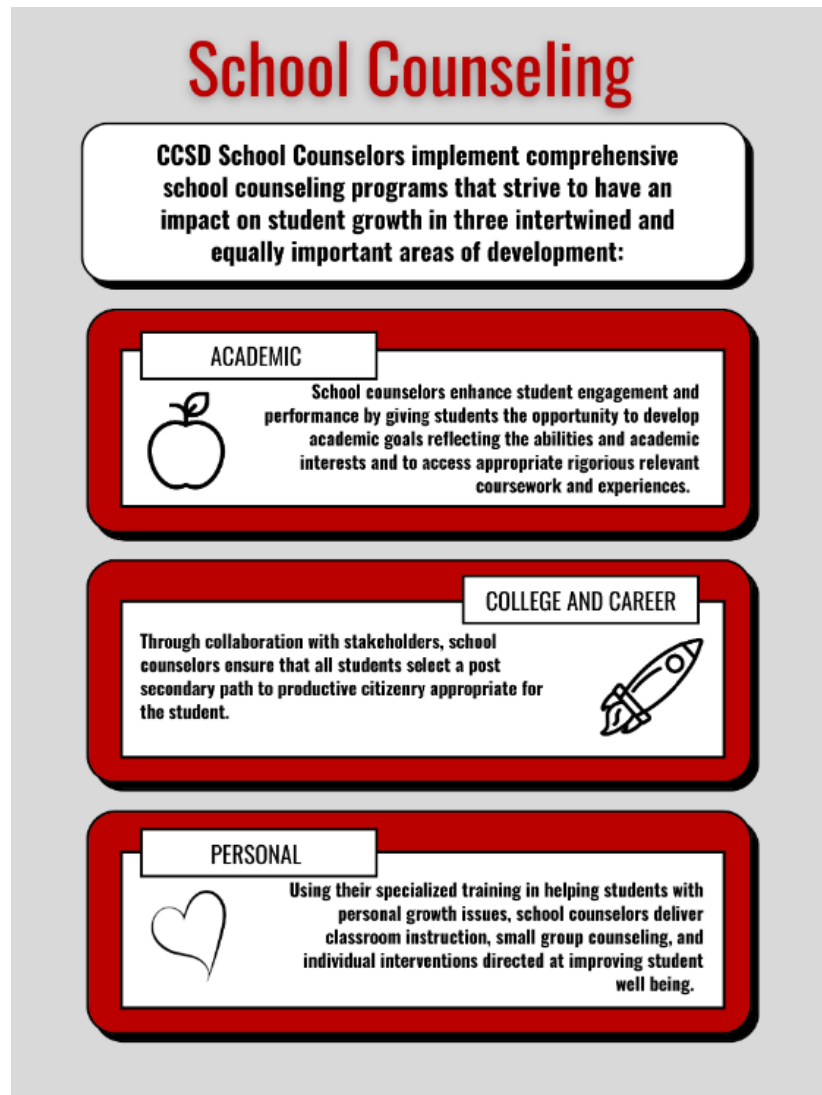 School Counseling
CCSD School Counselors implement comprehensive
school counseling programs that strive to have an
impact on student growth in three intertwined and
equally important areas of development:
ACADEMIC
School counselors enhance student engagement and
performance by giving students the opportunity to develop
academic goals reflecting the abilities and academic
interests and to access appropriate rigorious relevant
coursework and experiences.
COLLEGE AND CAREER
Through collaboration with stakeholders, school
counselors ensure that all students select a post
secondary path to productive citizenry appropriate for
the student.
PERSONAL
Using their specialized training in helping students with
personal growth issues, school counselors deliver
classroom instruction, small group counseling, and
individual interventions directed at improving student
well being.